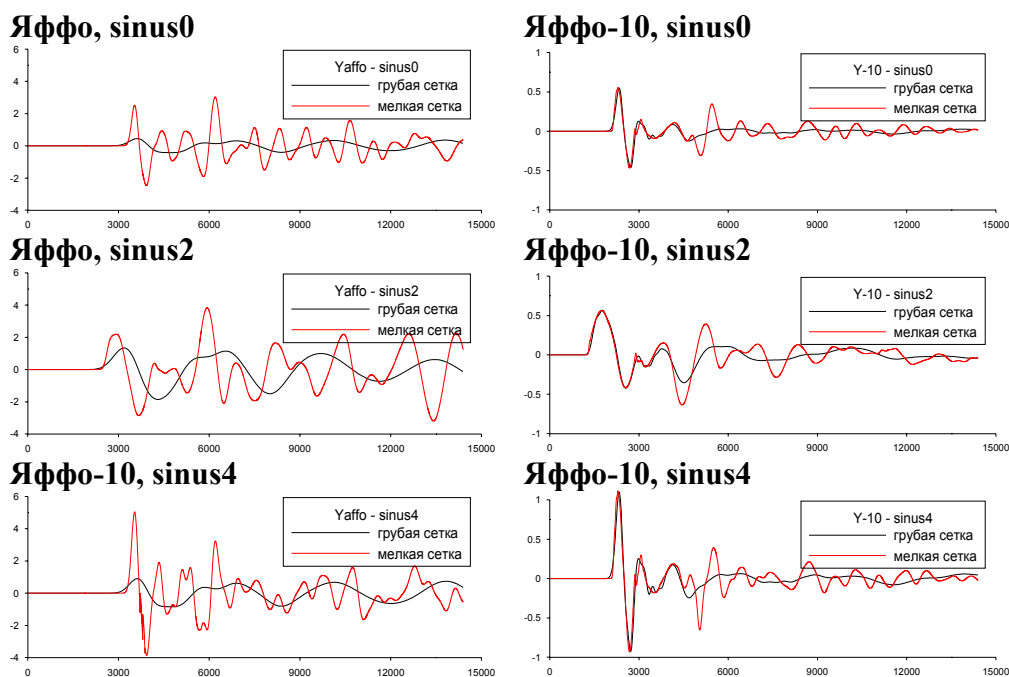 Яффо, sinus0
Яффо-10, sinus0
6
4
2
0
-2
-4
Yaffo - sinus0
грубая сетка
мелкая сетка
0
3000
6000
9000
12000
15000
1
0.5
0
-0.5
-1
Y-10 - sinus0
грубая сетка
мелкая сетка
0
3000
6000
9000
12000
15000
Яффо, sinus2
Яффо-10, sinus2
6
4
2
0
-2
-4
Yaffo - sinus2
грубая сетка
мелкая сетка
0
3000
6000
9000
12000
15000
1
0.5
0
-0.5
-1
Y-10 - sinus2
грубая сетка
мелкая сетка
0
3000
6000
9000
12000
15000
Яффо-10, sinus4
Яффо-10, sinus4
6
4
2
0
-2
-4
Yaffo - sinus4
грубая сетка
мелкая сетка
0
3000
6000
9000
12000
15000
1
0.5
0
-0.5
-1
Y-10 - sinus4
грубая сетка
мелкая сетка
0
3000
6000
9000
12000
15000